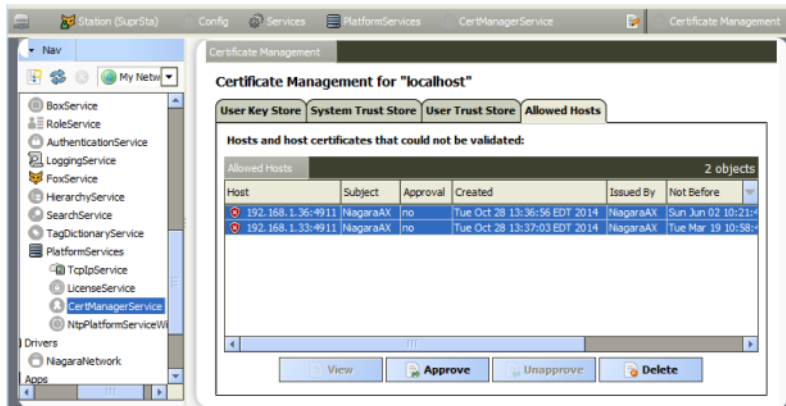 Station (SuprSta) Config Services PlatformServices CertManagerService Certificate Management
Nav
My Netw
BoxService
RoleService
AuthenticationService
LoggingService
FoxService
HierarchyService
SearchService
TagDictionaryService
PlatformServices
TcpIpService
LicenseService
CertManagerService
NtpPlatformServiceWi
Drivers
NiagaraNetwork
Apps
Certificate Management
Certificate Management for "localhost"
User Key Store System Trust Store User Trust Store Allowed Hosts
Hosts and host certificates that could not be validated:
Allowed Hosts 2 objects
Host Subject Approval Created Issued By Not Before
192.168.1.36:4911 NiagaraAX no Tue Oct 28 13:36:56 EDT 2014 NiagaraAX Sun Jun 02 10:21:4
192.168.1.33:4911 NiagaraAX no Tue Oct 28 13:37:03 EDT 2014 NiagaraAX Tue Mar 19 10:58:
View Approve Unapprove Delete